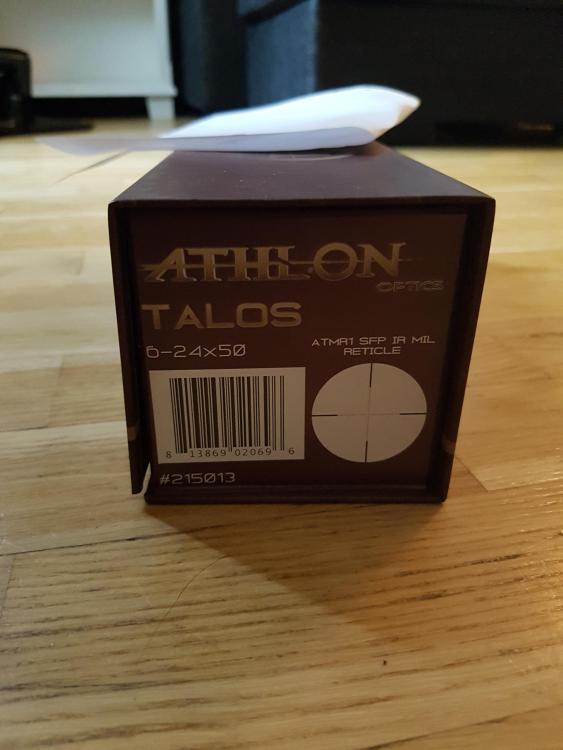 ATHLON
OPTICS
TALOS
6-24x50
ATMR1 SFP IR MIL
RETICLE
8 13869 02069 6
#215013